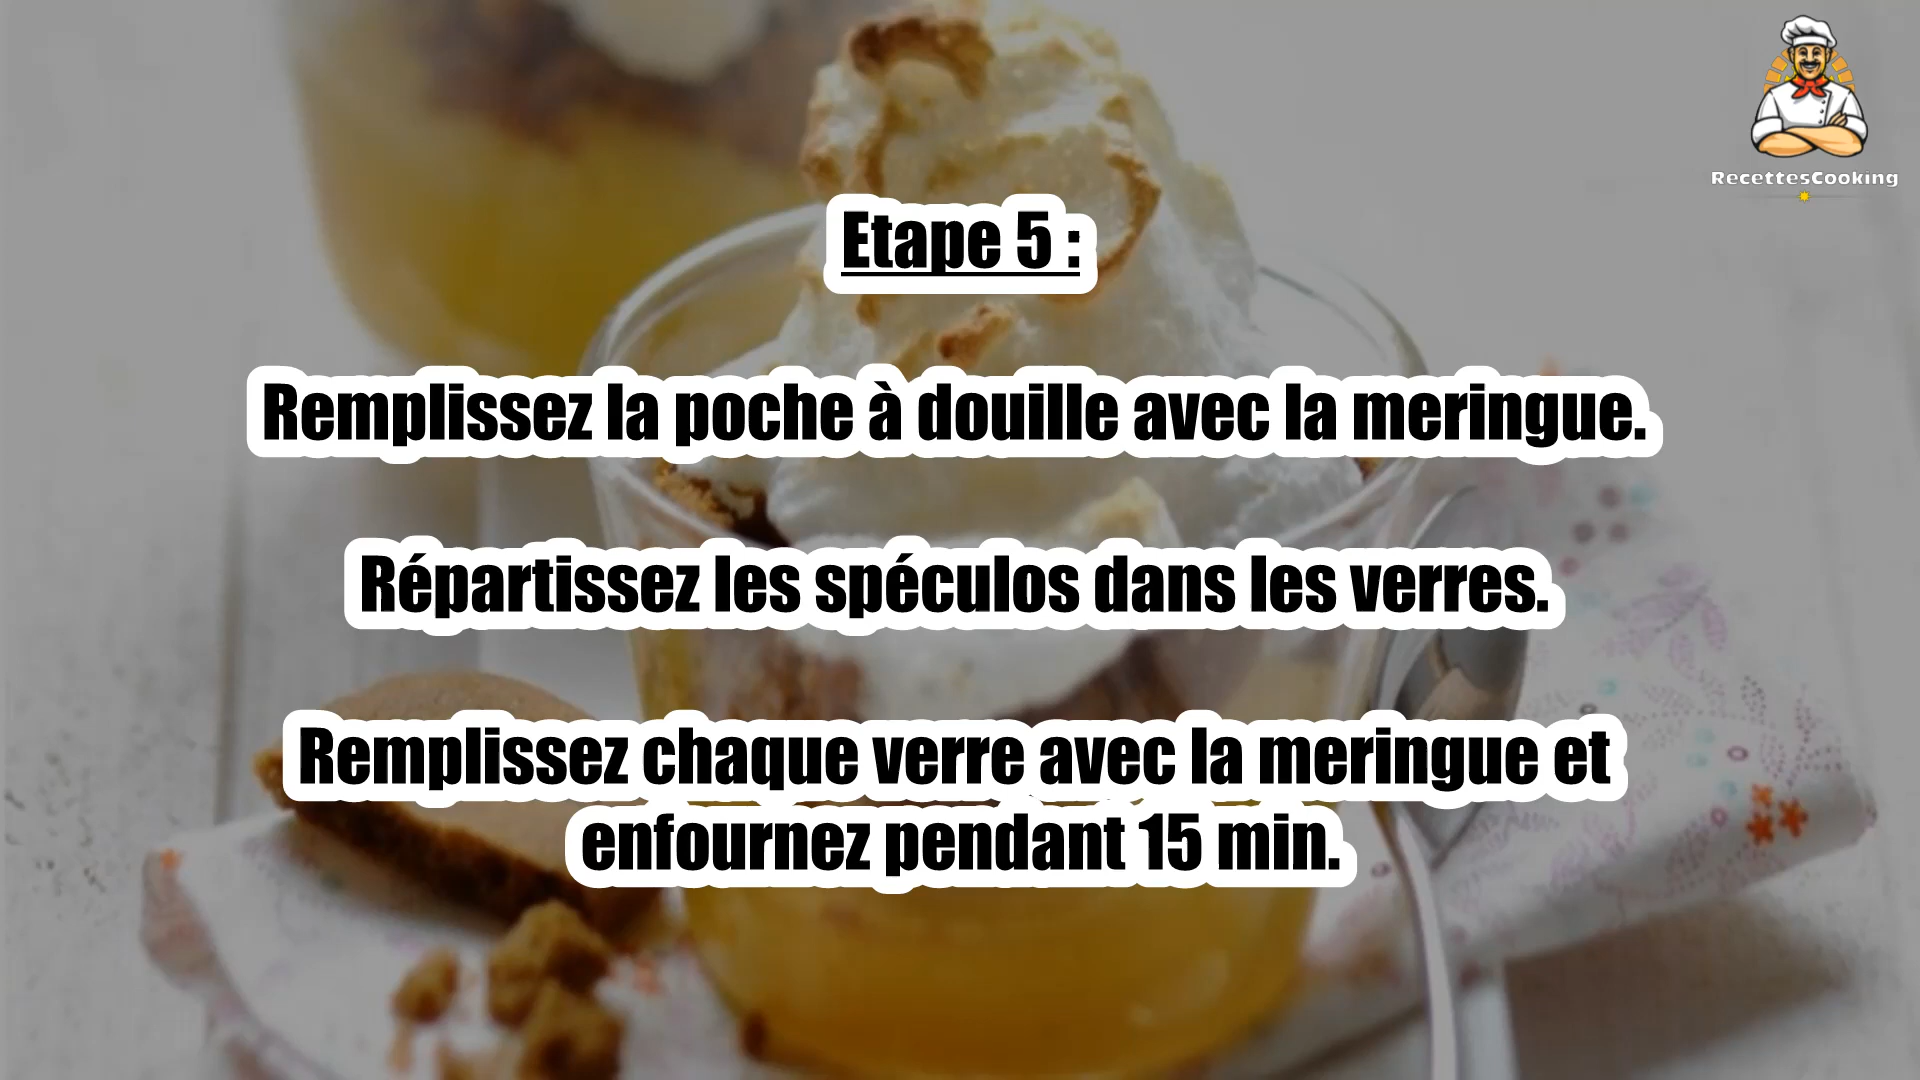 RecettesCooking
Etape 5 :
Remplissez la poche à douille avec la meringue.
Répartissez les spéculos dans les verres.
Remplissez chaque verre avec la meringue et
enfournez pendant 15 min.